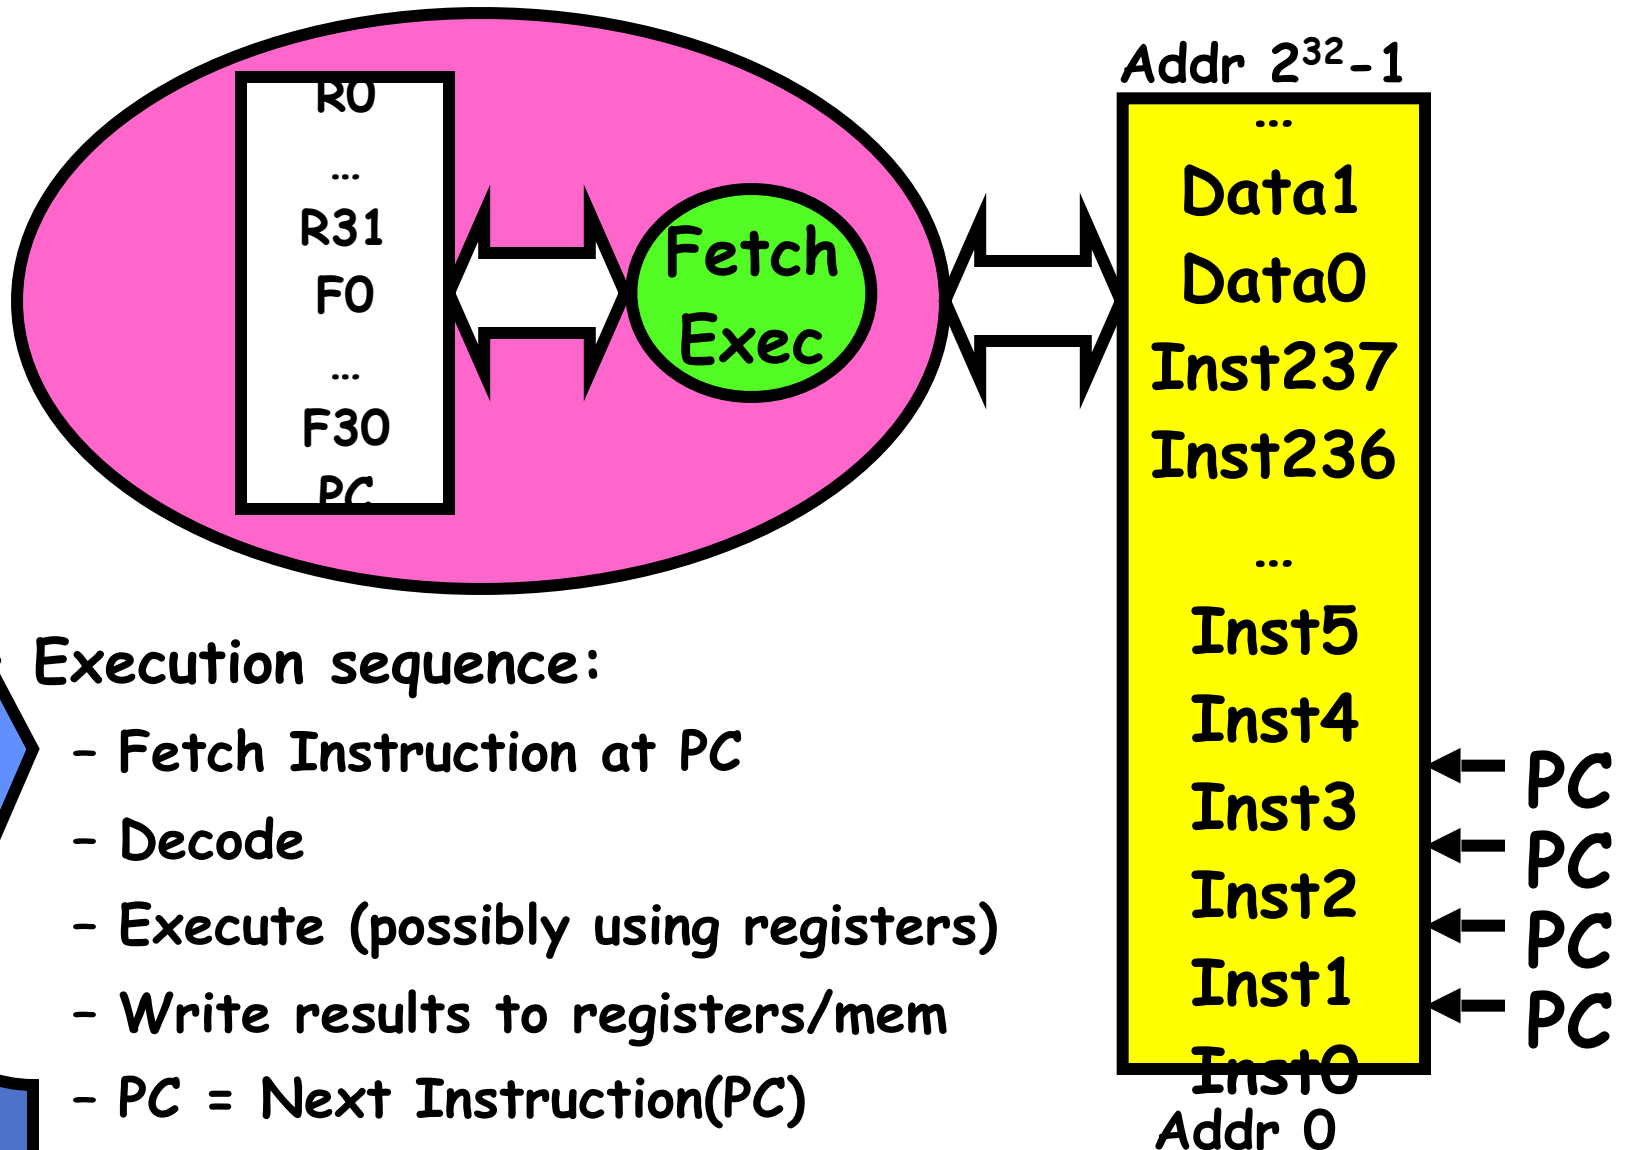 R0
…
R31
F0
…
F30
PC
Fetch
Exec
Addr 2³²-1
…
Data1
Data0
Inst237
Inst236
…
Inst5
Inst4
Inst3
Inst2
Inst1
Inst0
Addr 0
PC
PC
PC
PC
Execution sequence:
– Fetch Instruction at PC
– Decode
– Execute (possibly using registers)
– Write results to registers/mem
– PC = Next Instruction(PC)